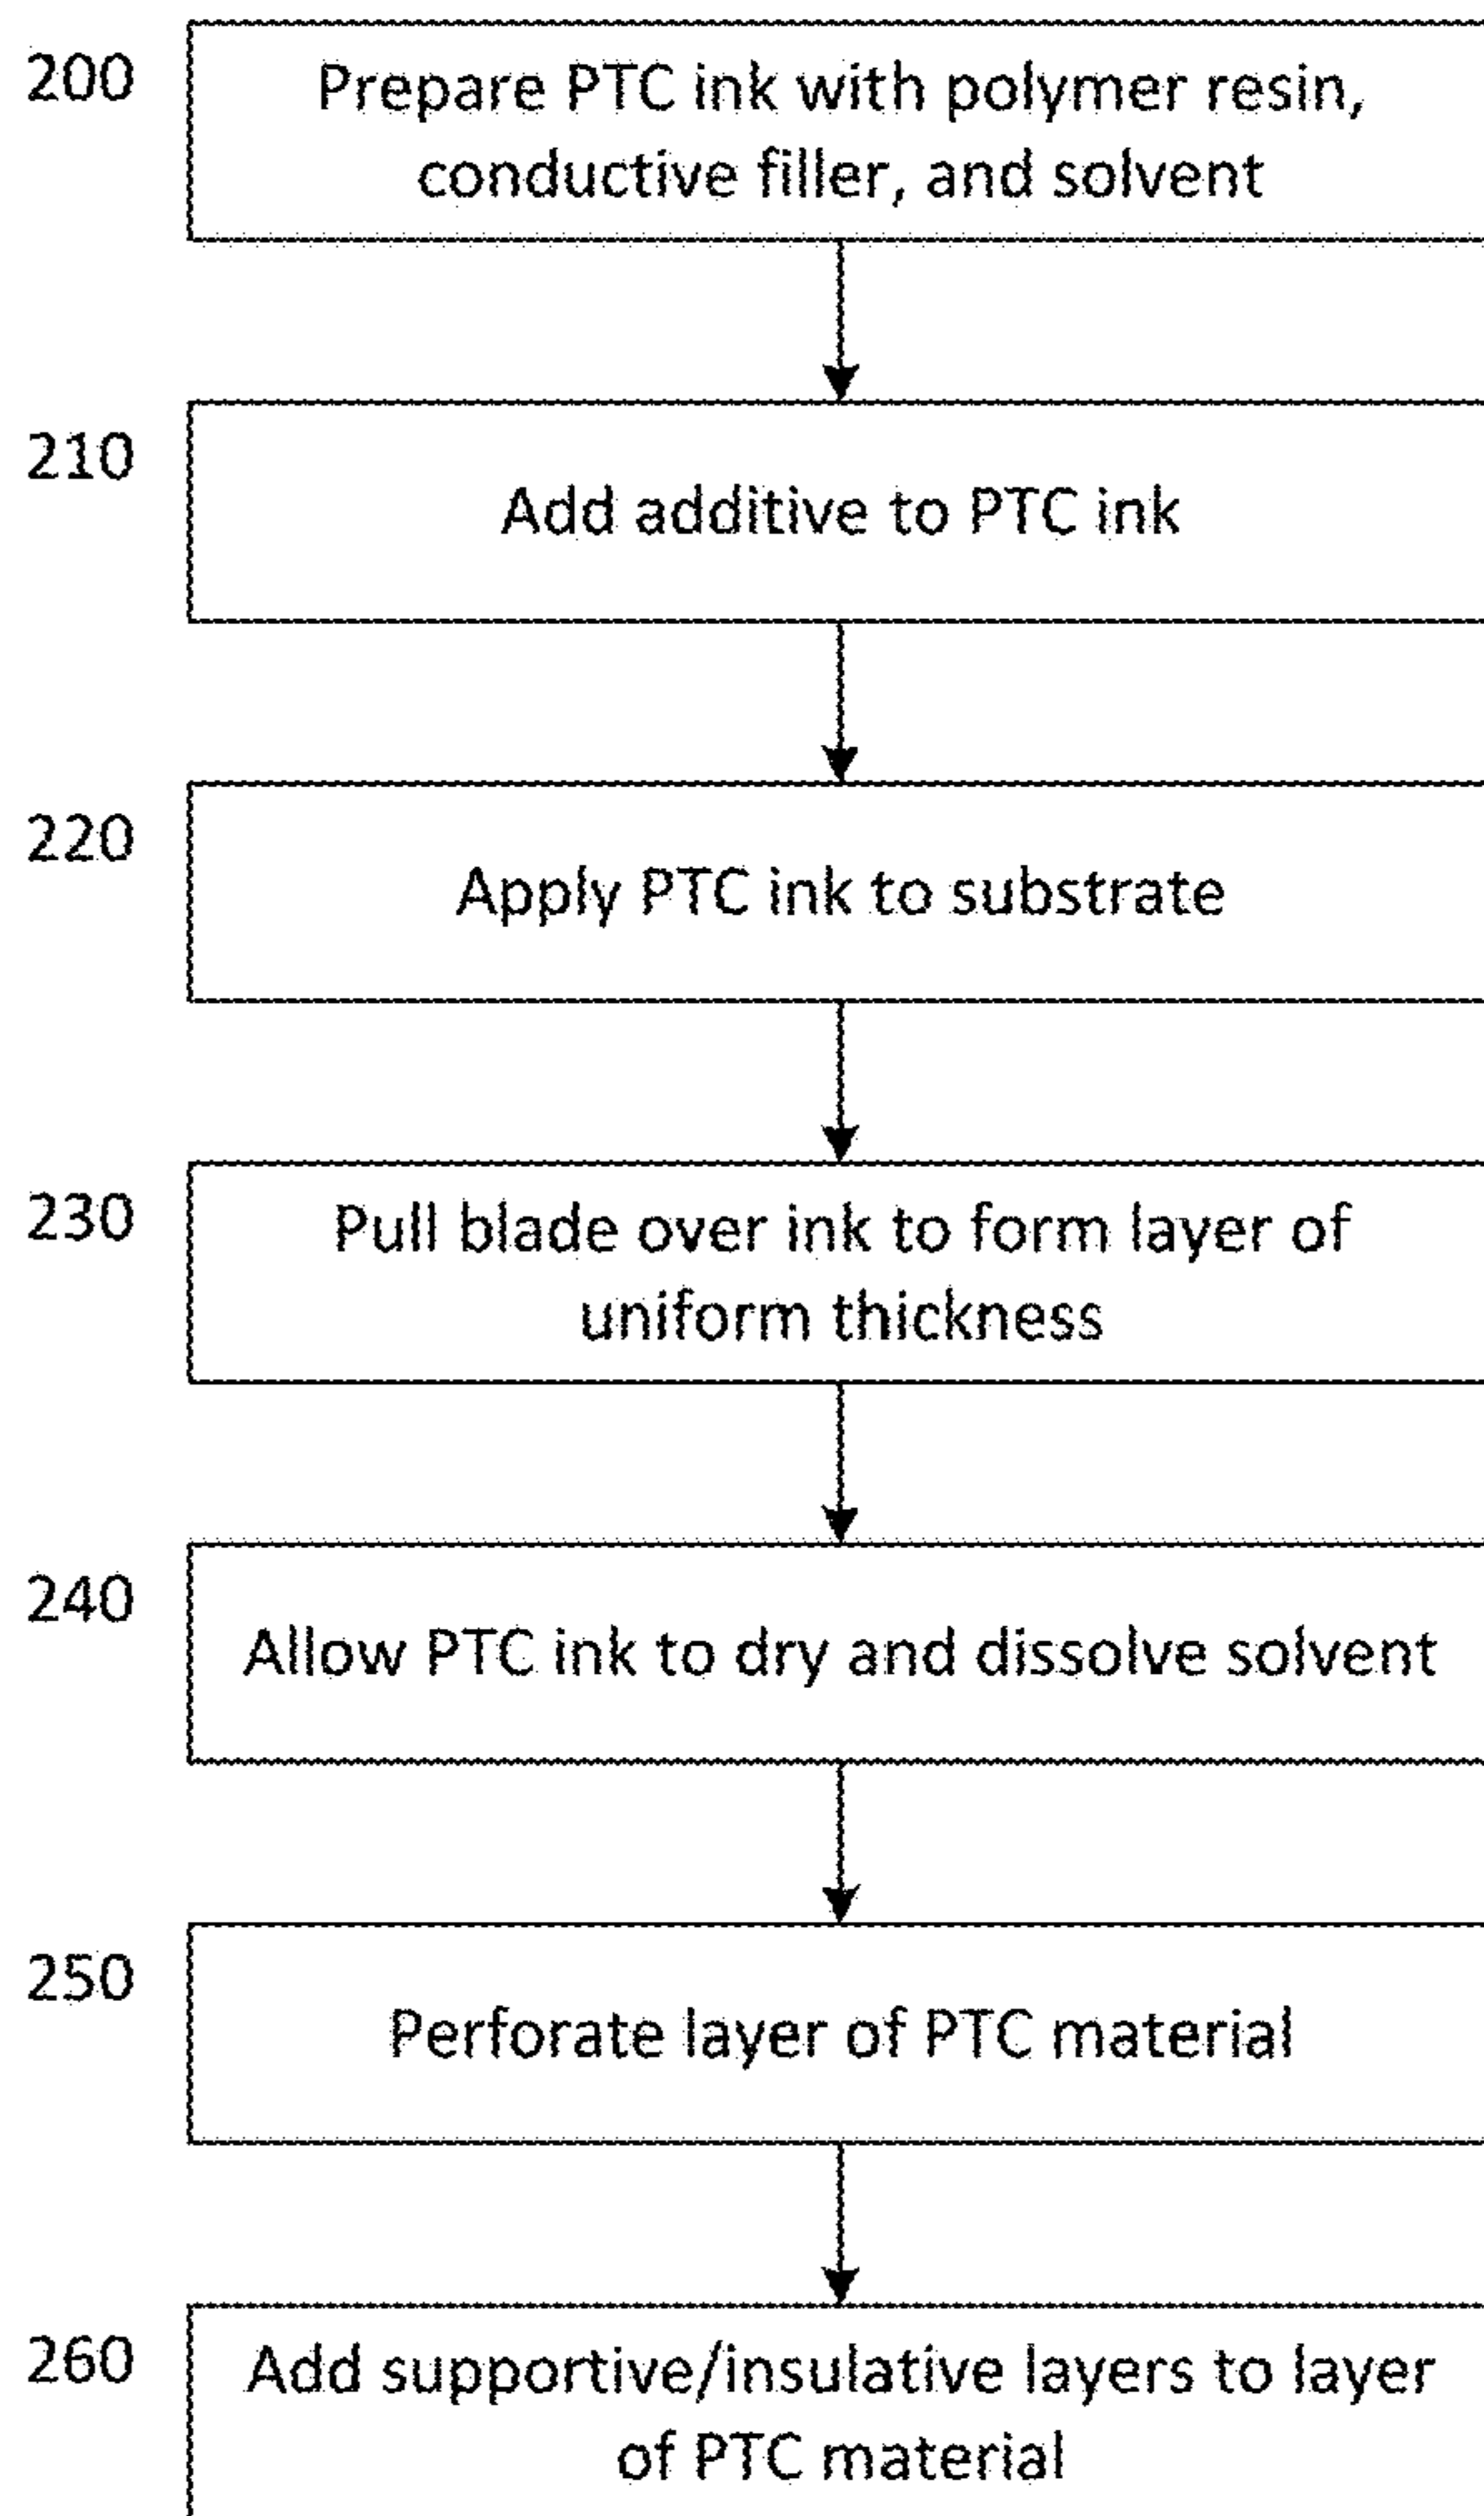 200
Prepare PTC ink with polymer resin,
conductive filler, and solvent
210
Add additive to PTC ink
220
Apply PTC ink to substrate
230
Pull blade over ink to form layer of
uniform thickness
240
Allow PTC ink to dry and dissolve solvent
250
Perforate layer of PTC material
260
Add supportive/insulative layers to layer
of PTC material